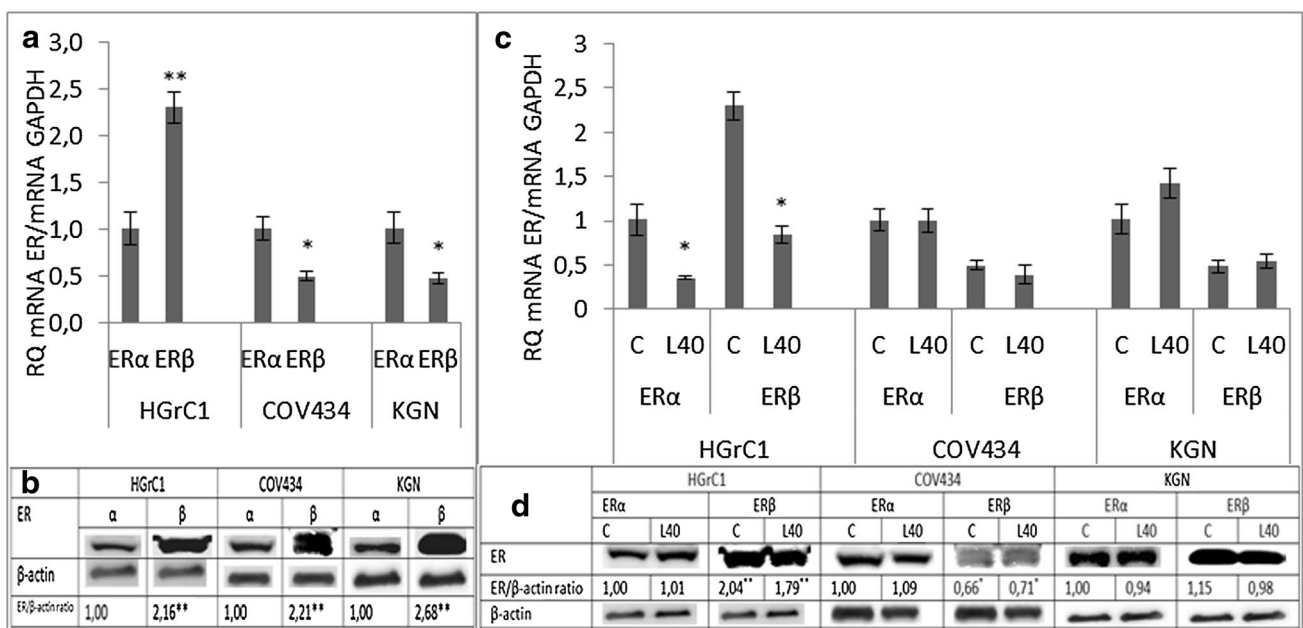 a
RQ mRNA ER/mRNA GAPDH
3,0
2,5
2,0
1,5
1,0
0,5
0,0
**
*
*
ERα ERβ ERα ERβ ERα ERβ
HGrC1 COV434 KGN
b
HGrC1 COV434 KGN
ER α β α β α β
β-actin
ER/β-actin ratio 1,00 2,16** 1,00 2,21** 1,00 2,68**
c
RQ mRNA ER/mRNA GAPDH
3
2,5
2
1,5
1
0,5
0
*
*
C L40 C L40 C L40 C L40 C L40 C L40
ERα ERβ ERα ERβ ERα ERβ
HGrC1 COV434 KGN
d
HGrC1 COV434 KGN
ERα ERβ ERα ERβ ERα ERβ
C L40 C L40 C L40 C L40 C L40 C L40
ER
ER/β-actin ratio 1,00 1,01 2,04** 1,79** 1,00 1,09 0,66* 0,71* 1,00 0,94 1,15 0,98
β-actin